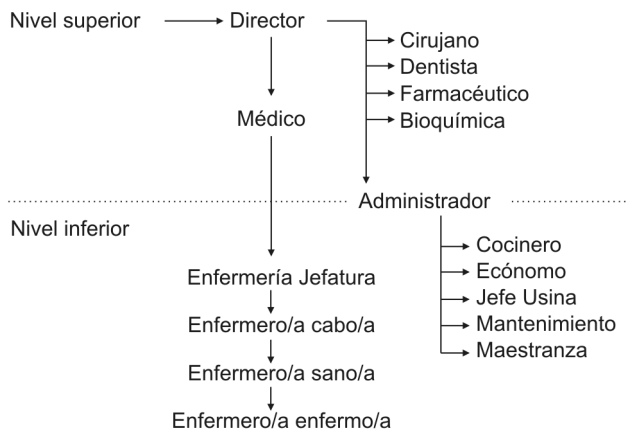 Nivel superior
Director
Cirujano
Dentista
Farmacéutico
Bioquímica
Médico
Administrador
Nivel inferior
Cocinero
Ecónomo
Jefe Usina
Mantenimiento
Maestranza
Enfermería Jefatura
Enfermero/a cabo/a
Enfermero/a sano/a
Enfermero/a enfermo/a